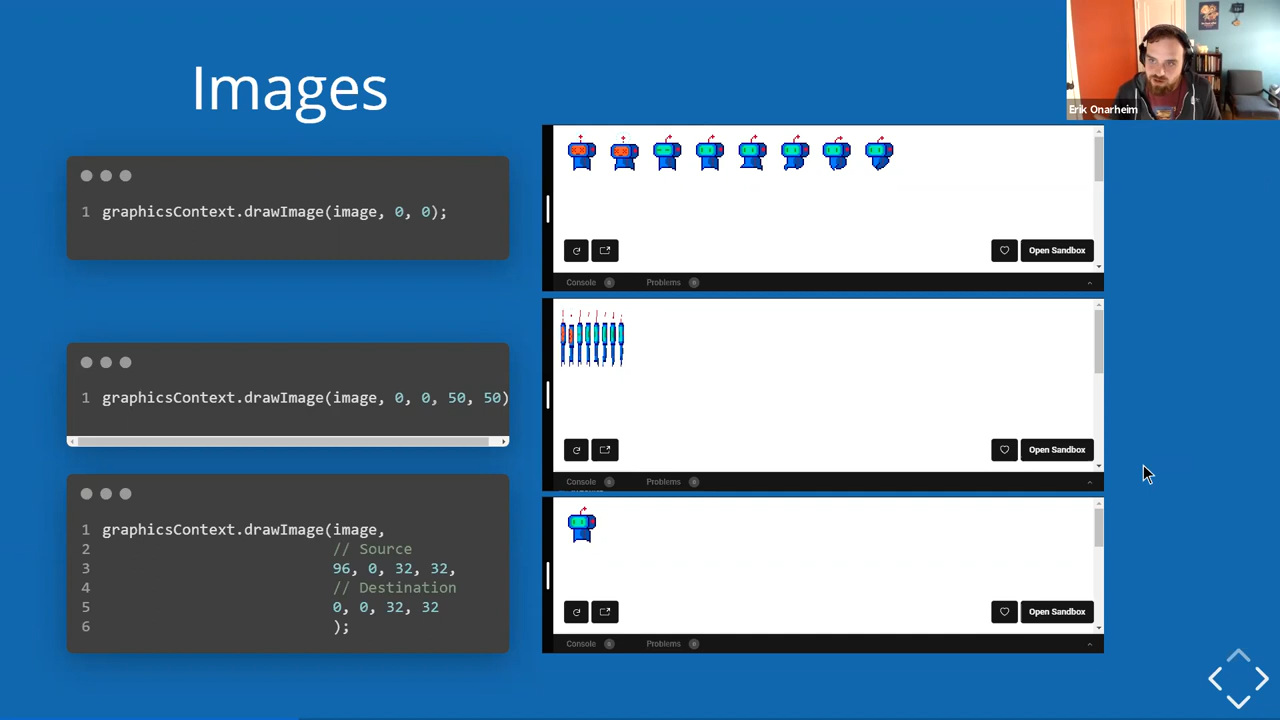 Images
Erik Onarheim
1 graphicsContext.drawImage(image, 0, 0);
Open Sandbox
Console 0 Problems 0
1 graphicsContext.drawImage(image, 0, 0, 50, 50)
Open Sandbox
Console 0 Problems 0
1 graphicsContext.drawImage(image,
2 // Source
3 96, 0, 32, 32,
4 // Destination
5 0, 0, 32, 32
6 );
Open Sandbox
Console 0 Problems 0